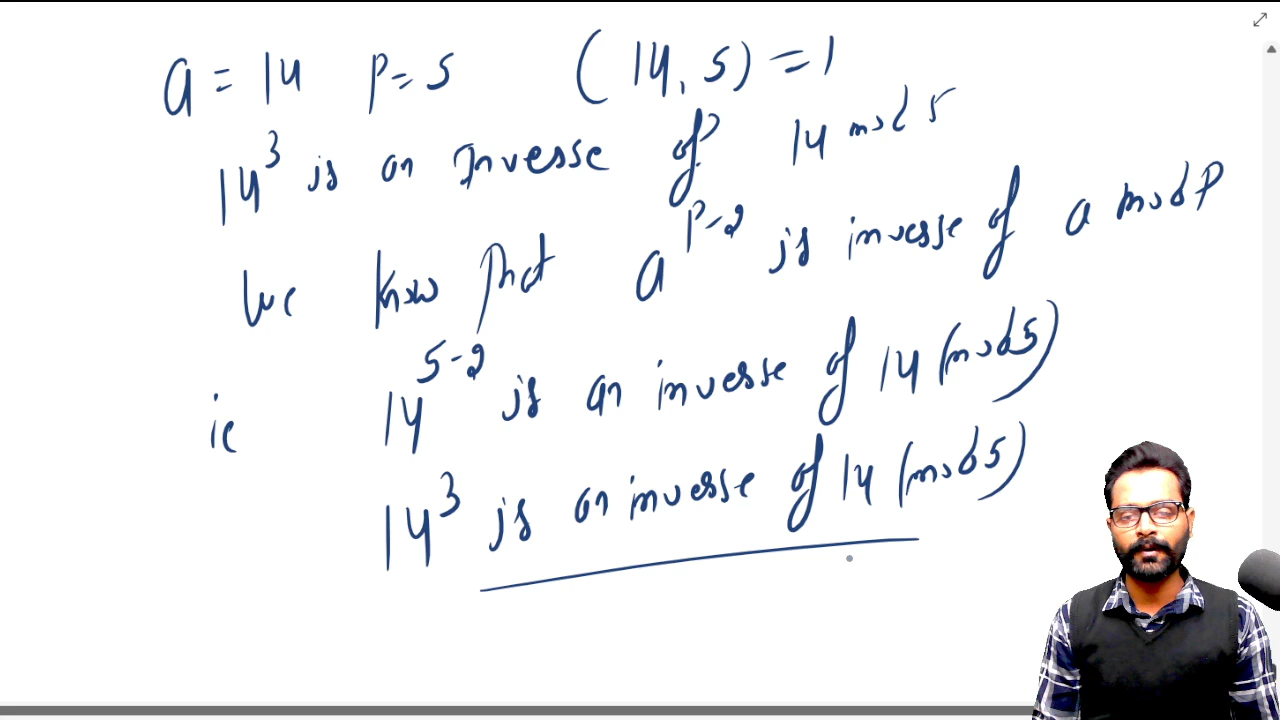 a = 14 p = 5 (14, 5) = 1
14^3 is an Inverse of 14 mod 5
We know that a^{p-2} is inverse of a mod p
ie 14^{5-2} is an inverse of 14 (mod 5)
14^3 is an inverse of 14 (mod 5)